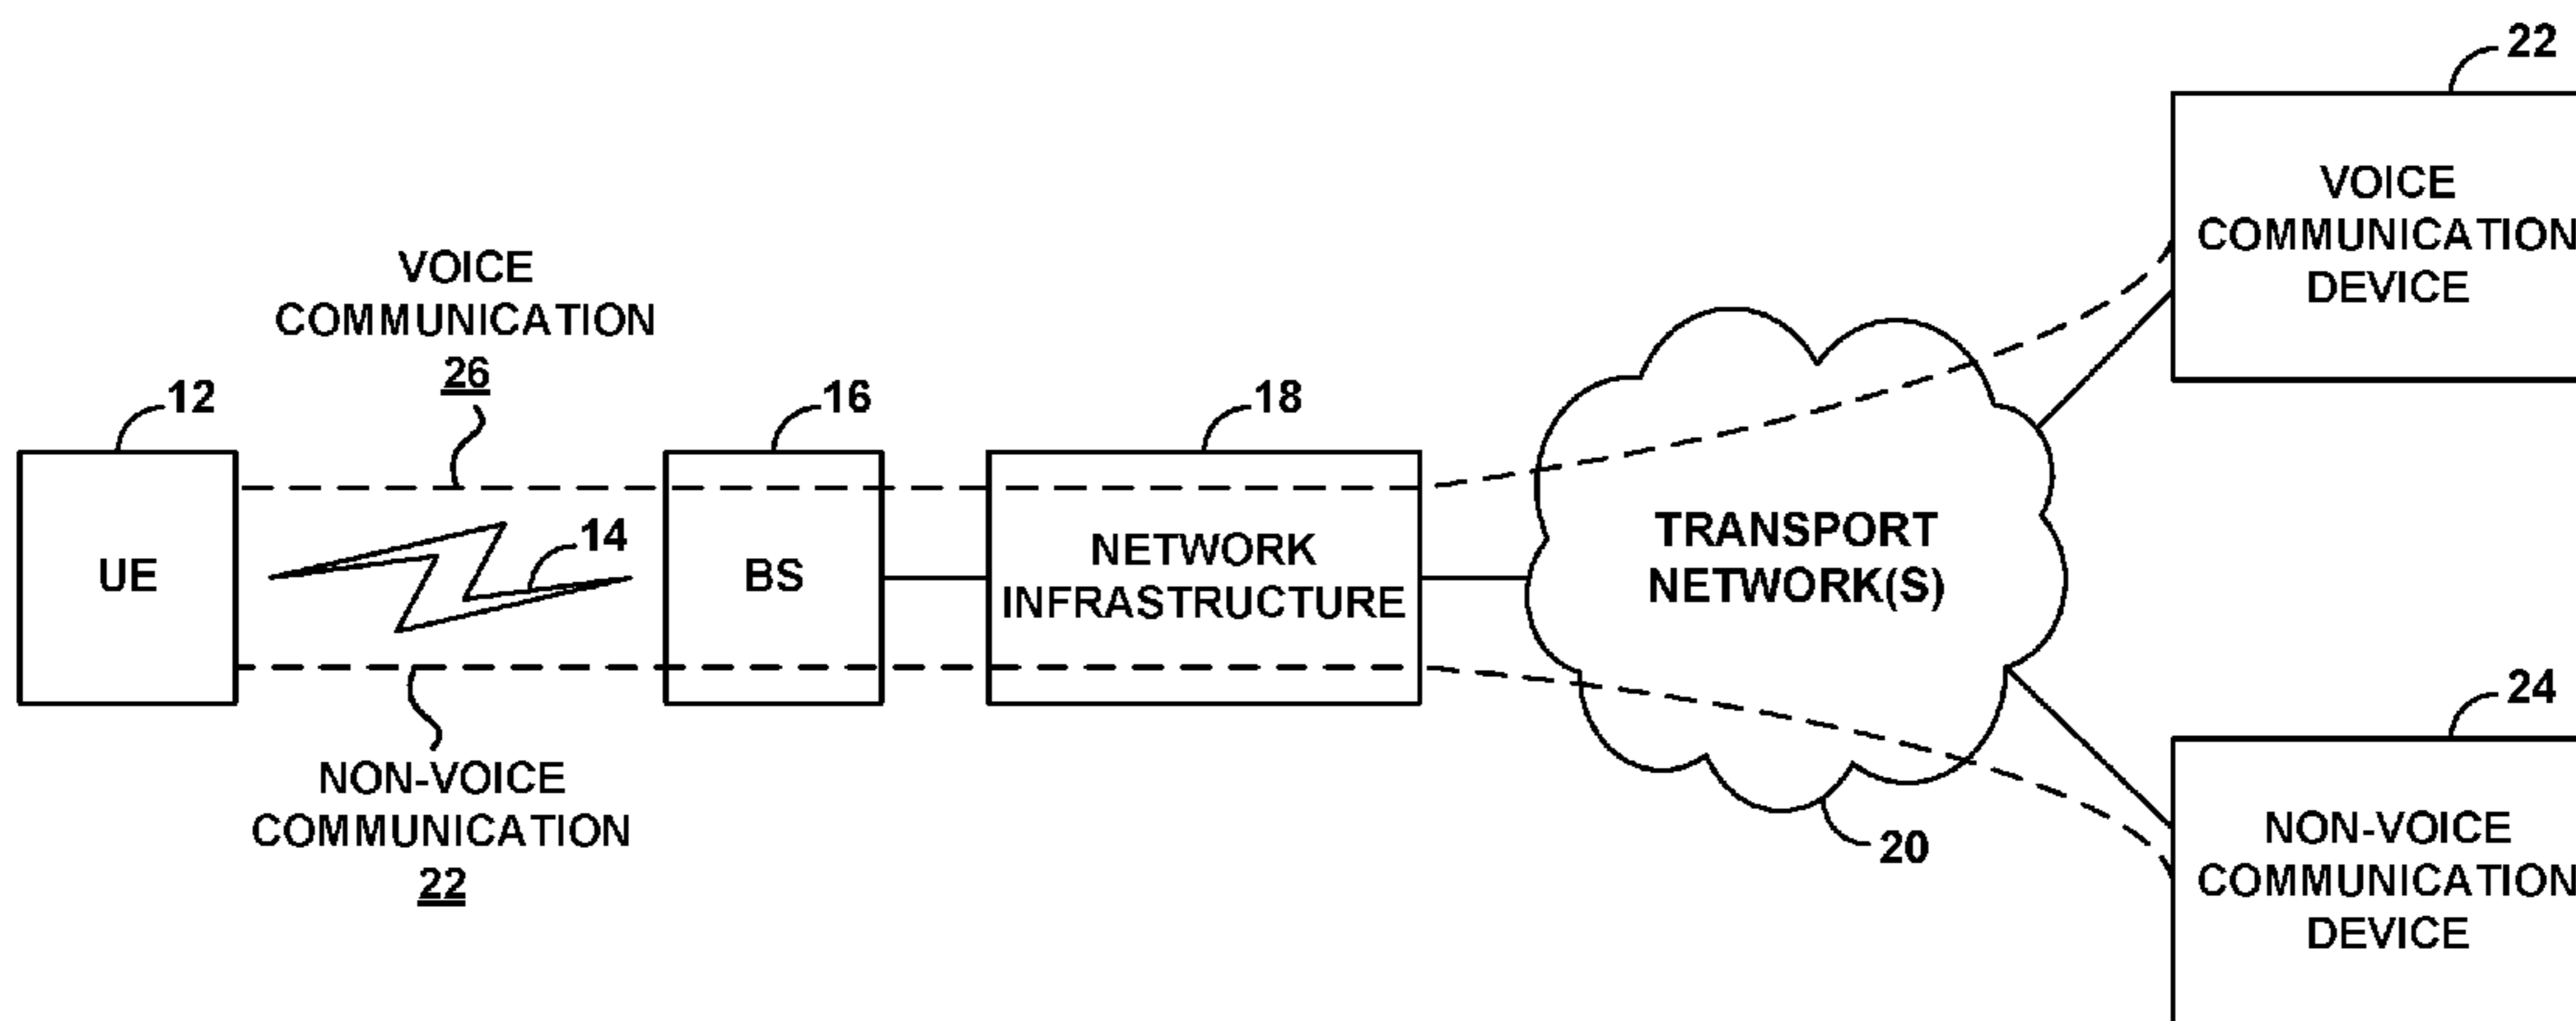 22
VOICE
COMMUNICATION
DEVICE
VOICE
COMMUNICATION
26
12
16
18
14
UE
BS
NETWORK
INFRASTRUCTURE
TRANSPORT
NETWORK(S)
24
NON-VOICE
COMMUNICATION
22
20
NON-VOICE
COMMUNICATION
DEVICE